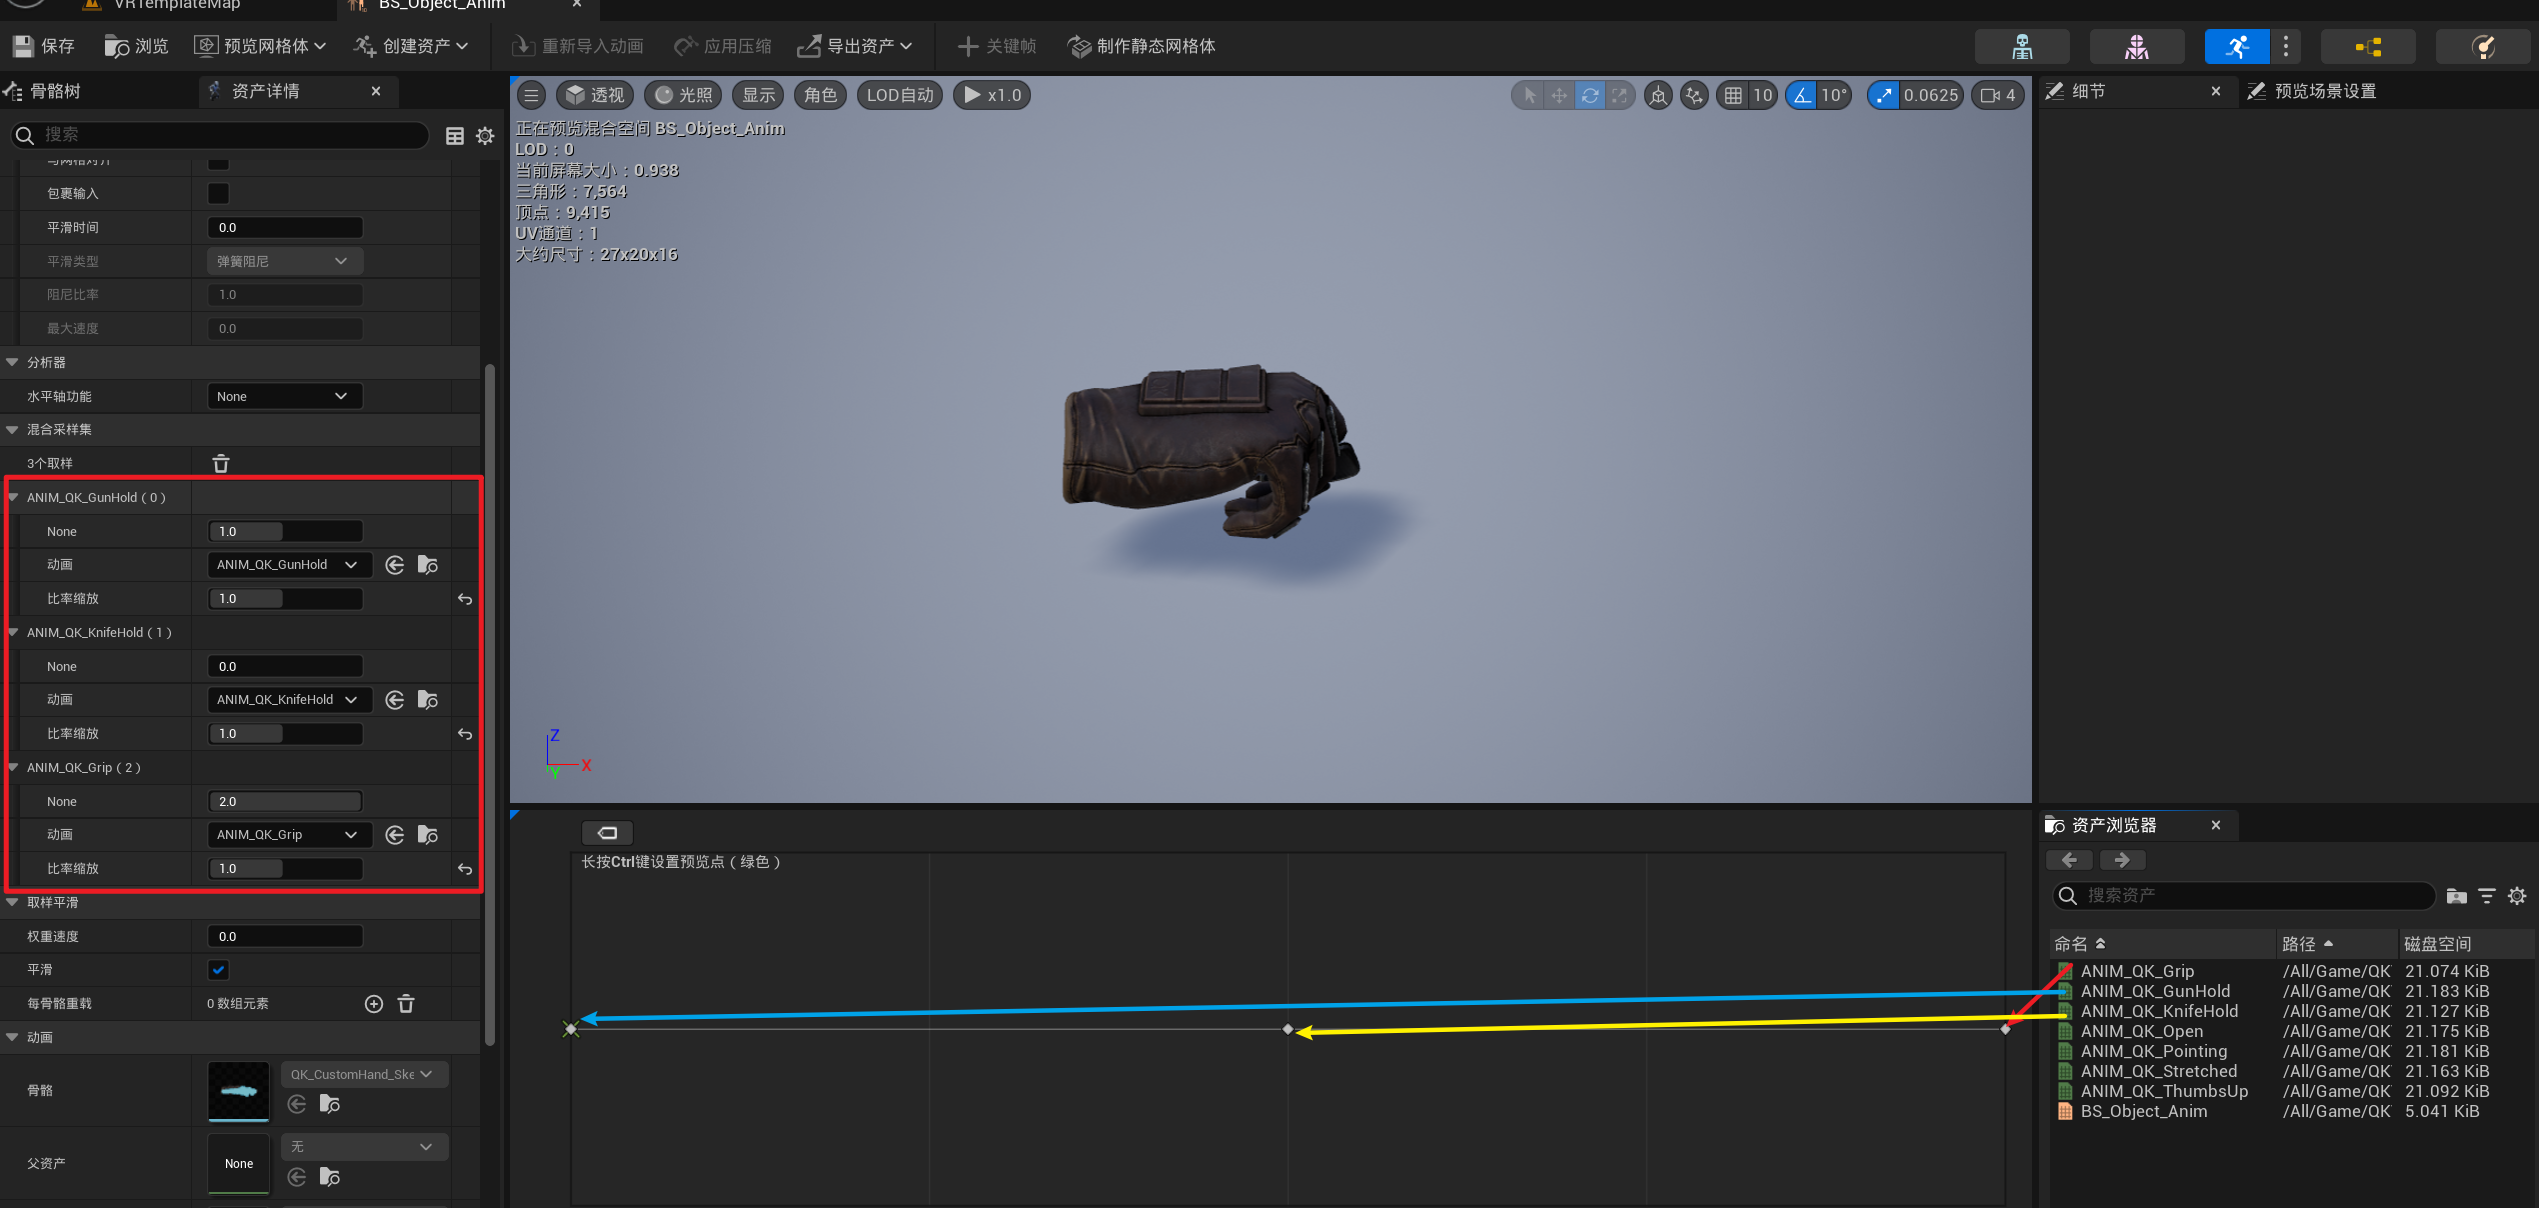 VRTemplateMap
BS_Object_Anim
保存
浏览
预览网格体
创建资产
重新导入动画
应用压缩
导出资产
关键帧
制作静态网格体
骨骼树
资产详情
搜索
与网格对齐
包裹输入
平滑时间
0.0
平滑类型
弹簧阻尼
阻尼比率
1.0
最大速度
0.0
分析器
水平轴功能
None
混合采样集
3个取样
ANIM_QK_GunHold ( 0 )
None
1.0
动画
ANIM_QK_GunHold
比率缩放
1.0
ANIM_QK_KnifeHold ( 1 )
None
0.0
动画
ANIM_QK_KnifeHold
比率缩放
1.0
ANIM_QK_Grip ( 2 )
None
2.0
动画
ANIM_QK_Grip
比率缩放
1.0
取样平滑
权重速度
0.0
平滑
每骨骼重载
0 数组元素
动画
骨骼
QK_CustomHand_Ske
父资产
None
无
透视
光照
显示
角色
LOD自动
x1.0
10
10°
0.0625
4
正在预览混合空间 BS_Object_Anim
LOD：0
当前屏幕大小：0.938
三角形：7,564
顶点：9,415
UV通道：1
大约尺寸：27x20x16
Z
X
Y
长按Ctrl键设置预览点（绿色）
细节
预览场景设置
资产浏览器
搜索资产
命名
路径
磁盘空间
ANIM_QK_Grip /All/Game/QK 21.074 KiB
ANIM_QK_GunHold /All/Game/QK 21.183 KiB
ANIM_QK_KnifeHold /All/Game/QK 21.127 KiB
ANIM_QK_Open /All/Game/QK 21.175 KiB
ANIM_QK_Pointing /All/Game/QK 21.181 KiB
ANIM_QK_Stretched /All/Game/QK 21.163 KiB
ANIM_QK_ThumbsUp /All/Game/QK 21.092 KiB
BS_Object_Anim /All/Game/QK 5.041 KiB